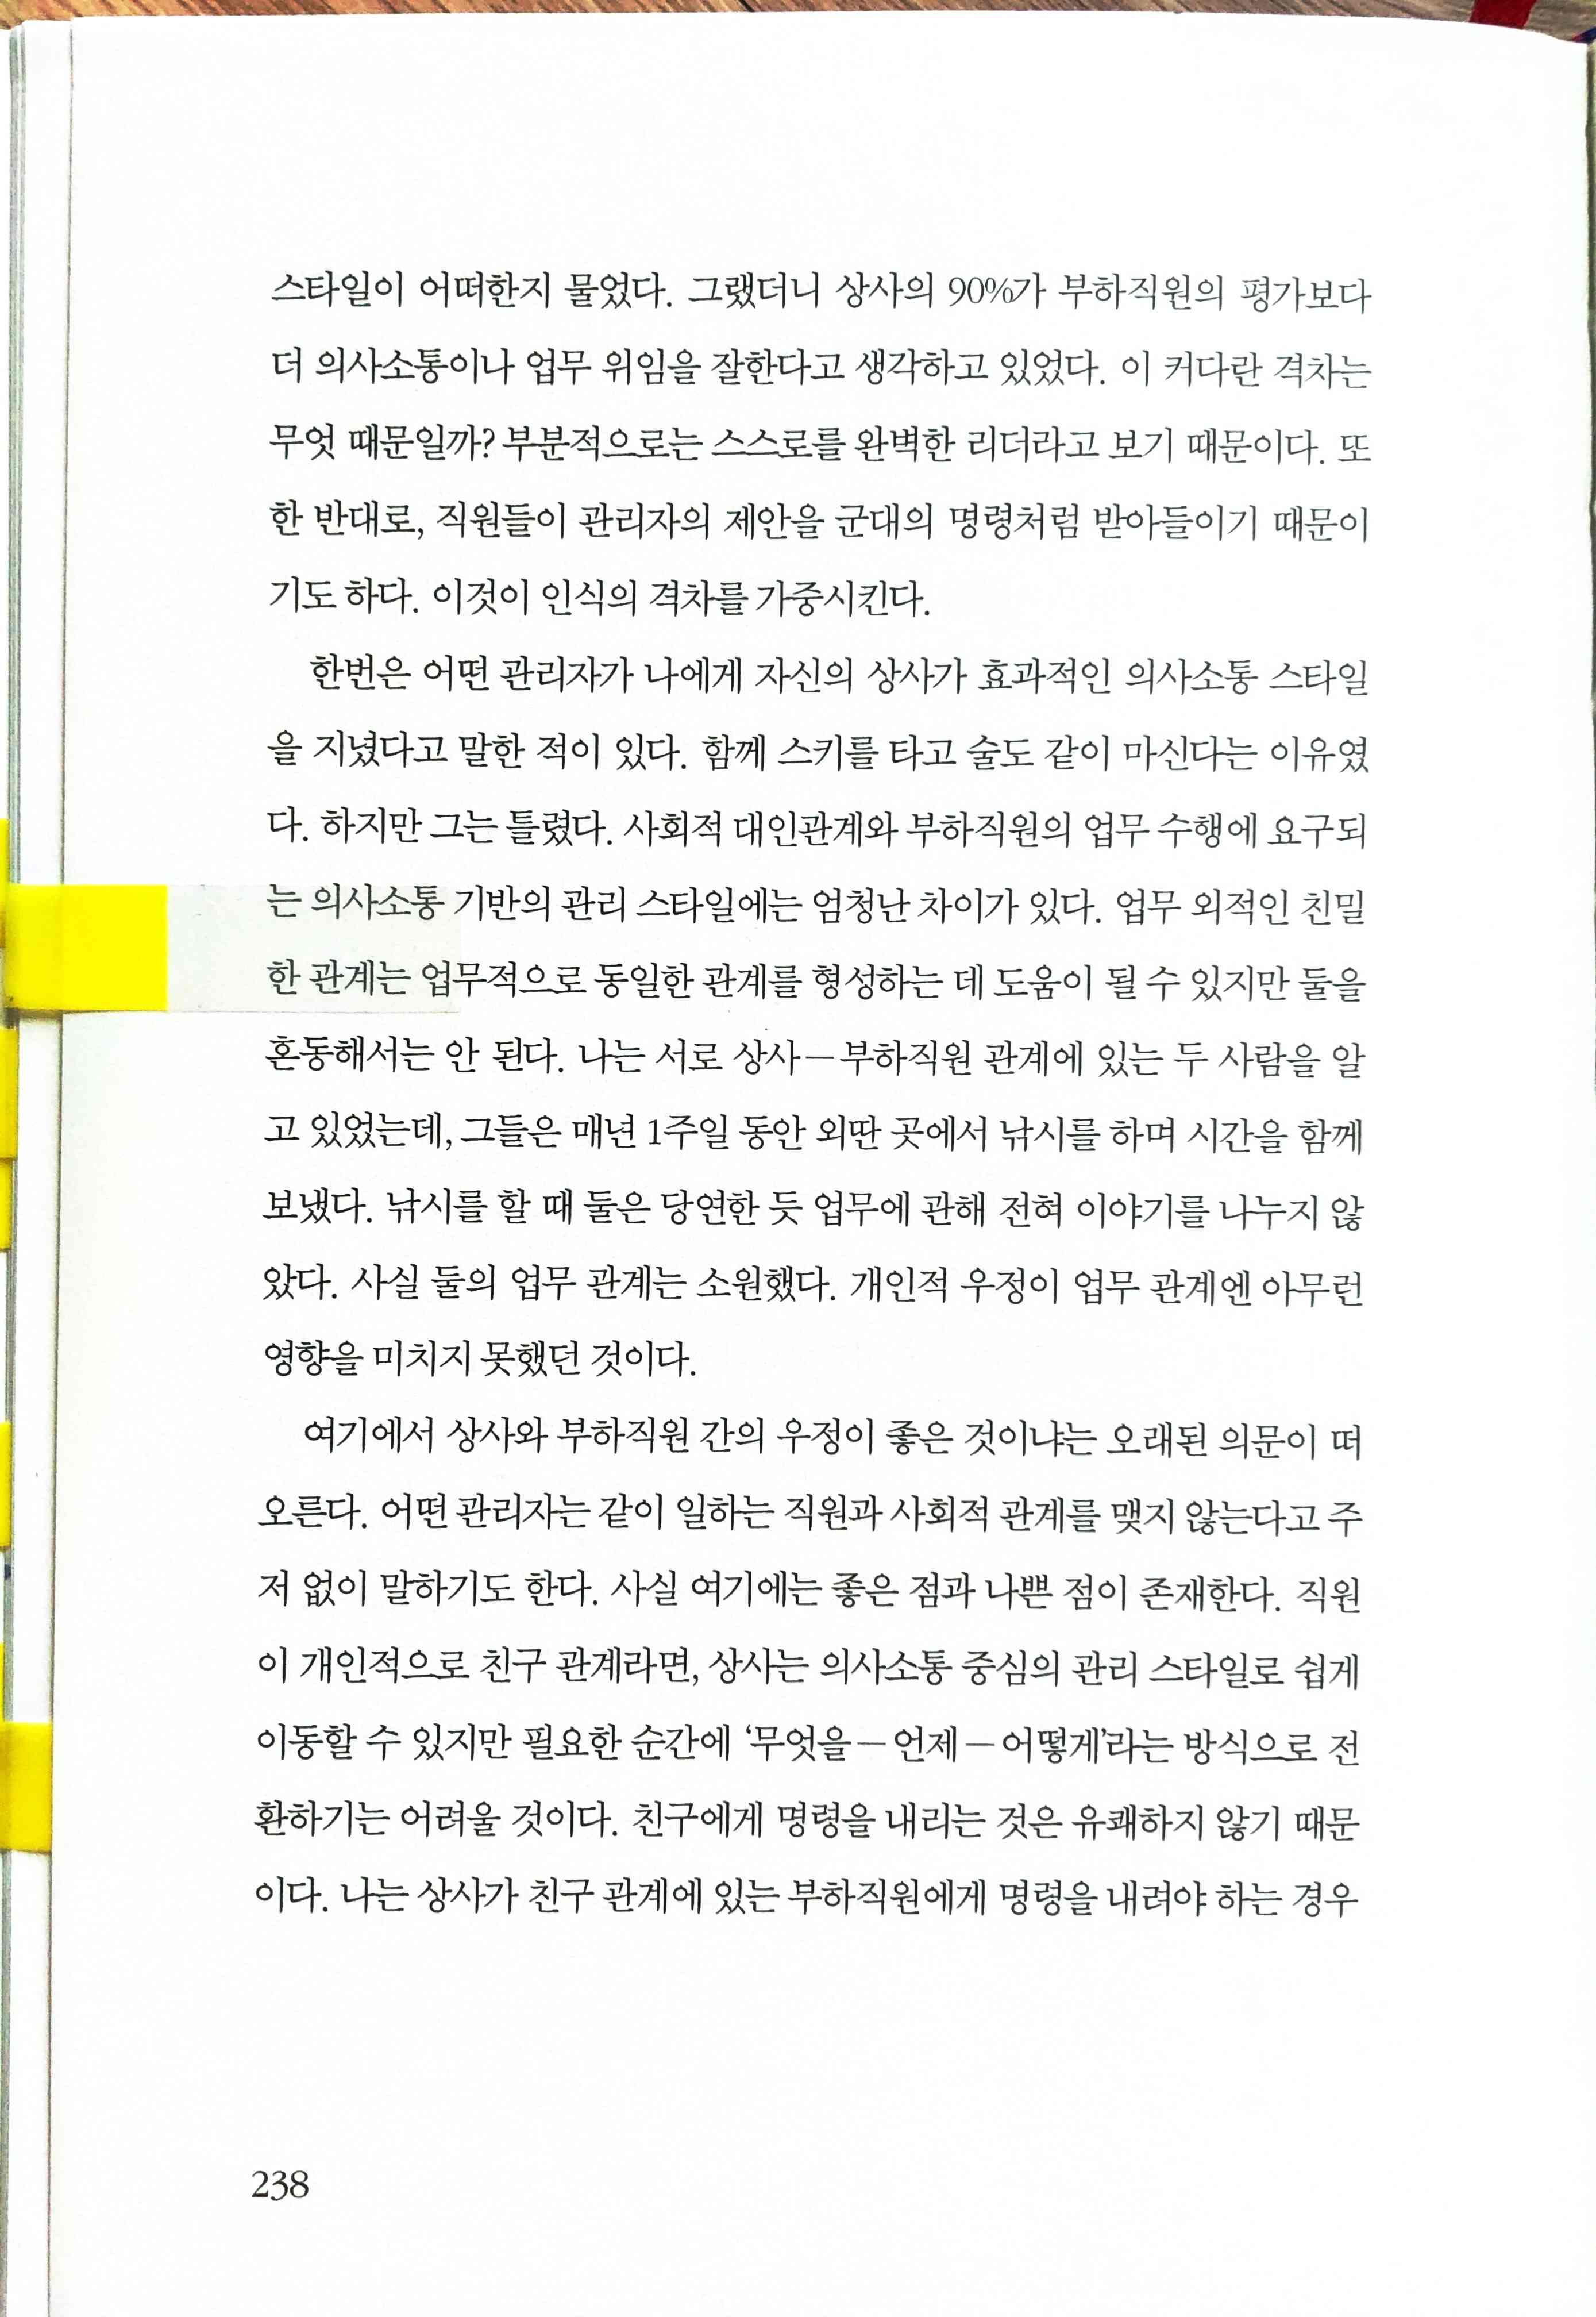 스타일이 어떠한지 물었다. 그랬더니 상사의 90%가 부하직원의 평가보다
더 의사소통이나 업무 위임을 잘한다고 생각하고 있었다. 이 커다란 격차는
무엇 때문일까? 부분적으로는 스스로를 완벽한 리더라고 보기 때문이다. 또
한 반대로, 직원들이 관리자의 제안을 군대의 명령처럼 받아들이기 때문이
기도 하다. 이것이 인식의 격차를 가중시킨다.
한번은 어떤 관리자가 나에게 자신의 상사가 효과적인 의사소통 스타일
을 지녔다고 말한 적이 있다. 함께 스키를 타고 술도 같이 마신다는 이유였
다. 하지만 그는 틀렸다. 사회적 대인관계와 부하직원의 업무 수행에 요구되
는 의사소통 기반의 관리 스타일에는 엄청난 차이가 있다. 업무 외적인 친밀
한 관계는 업무적으로 동일한 관계를 형성하는 데 도움이 될 수 있지만 둘을
혼동해서는 안 된다. 나는 서로 상사－부하직원 관계에 있는 두 사람을 알
고 있었는데, 그들은 매년 1주일 동안 외딴 곳에서 낚시를 하며 시간을 함께
보냈다. 낚시를 할 때 둘은 당연한 듯 업무에 관해 전혀 이야기를 나누지 않
았다. 사실 둘의 업무 관계는 소원했다. 개인적 우정이 업무 관계엔 아무런
영향을 미치지 못했던 것이다.
여기에서 상사와 부하직원 간의 우정이 좋은 것이냐는 오래된 의문이 떠
오른다. 어떤 관리자는 같이 일하는 직원과 사회적 관계를 맺지 않는다고 주
저 없이 말하기도 한다. 사실 여기에는 좋은 점과 나쁜 점이 존재한다. 직원
이 개인적으로 친구 관계라면, 상사는 의사소통 중심의 관리 스타일로 쉽게
이동할 수 있지만 필요한 순간에 ‘무엇을－언제－어떻게’라는 방식으로 전
환하기는 어려울 것이다. 친구에게 명령을 내리는 것은 유쾌하지 않기 때문
이다. 나는 상사가 친구 관계에 있는 부하직원에게 명령을 내려야 하는 경우
238